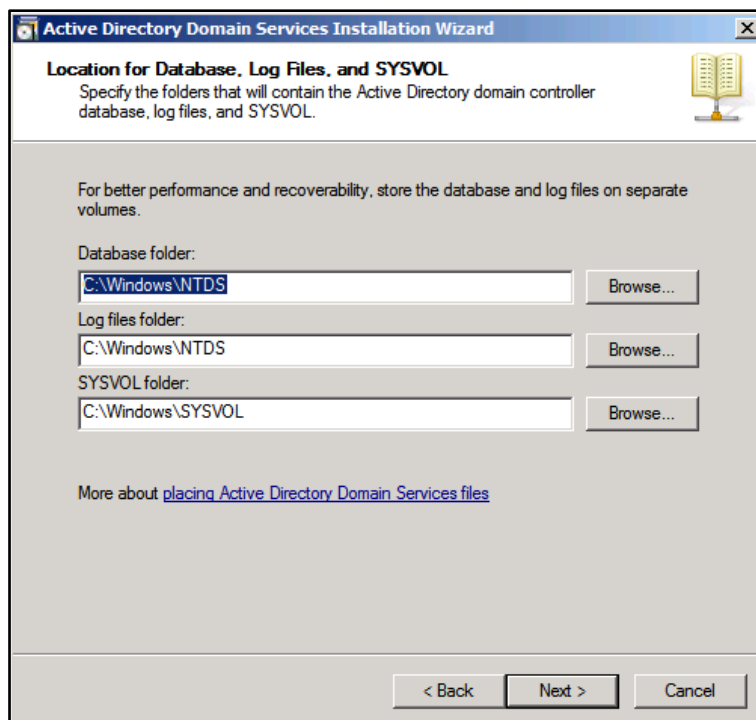 Active Directory Domain Services Installation Wizard
Location for Database, Log Files, and SYSVOL
Specify the folders that will contain the Active Directory domain controller
database, log files, and SYSVOL.
For better performance and recoverability, store the database and log files on separate
volumes.
Database folder:
C:\Windows\NTDS
Browse...
Log files folder:
C:\Windows\NTDS
Browse...
SYSVOL folder:
C:\Windows\SYSVOL
Browse...
More about placing Active Directory Domain Services files
< Back
Next >
Cancel